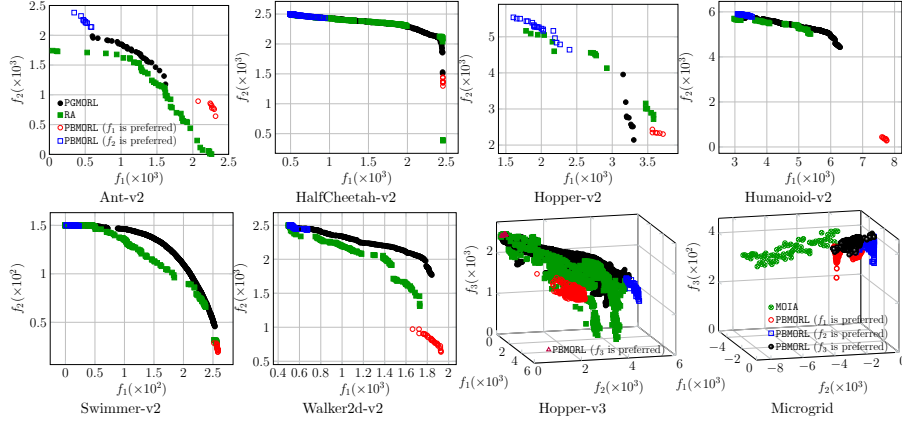 2.5
2
1.5
1
0.5
0
f₂(×10³)
PGMORL
RA
PBMORL (f₁ is preferred)
PBMORL (f₂ is preferred)
0 0.5 1 1.5 2 2.5
f₁(×10³)
Ant-v2
2.5
2
1.5
1
0.5
f₂(×10³)
0.5 1 1.5 2 2.5
f₁(×10³)
HalfCheetah-v2
5
4
3
2
f₂(×10³)
1.5 2 2.5 3 3.5
f₁(×10³)
Hopper-v2
6
4
2
0
f₂(×10³)
3 4 5 6 7 8
f₁(×10³)
Humanoid-v2
1.5
1
0.5
f₂(×10²)
0 0.5 1 1.5 2 2.5
f₁(×10²)
Swimmer-v2
2.5
2
1.5
1
f₂(×10³)
0.4 0.6 0.8 1 1.2 1.4 1.6 1.8 2
f₁(×10³)
Walker2d-v2
f₃(×10³)
2
1
0
2
4
6
0
2
4
6
PBMORL (f₃ is preferred)
f₁(×10³)
f₂(×10³)
Hopper-v3
f₃(×10²)
4
2
0
MOIA
PBMORL (f₁ is preferred)
PBMORL (f₂ is preferred)
PBMORL (f₃ is preferred)
0
−2
−4
−8
−6
−4
−2
0
f₁(×10³)
f₂(×10³)
Microgrid